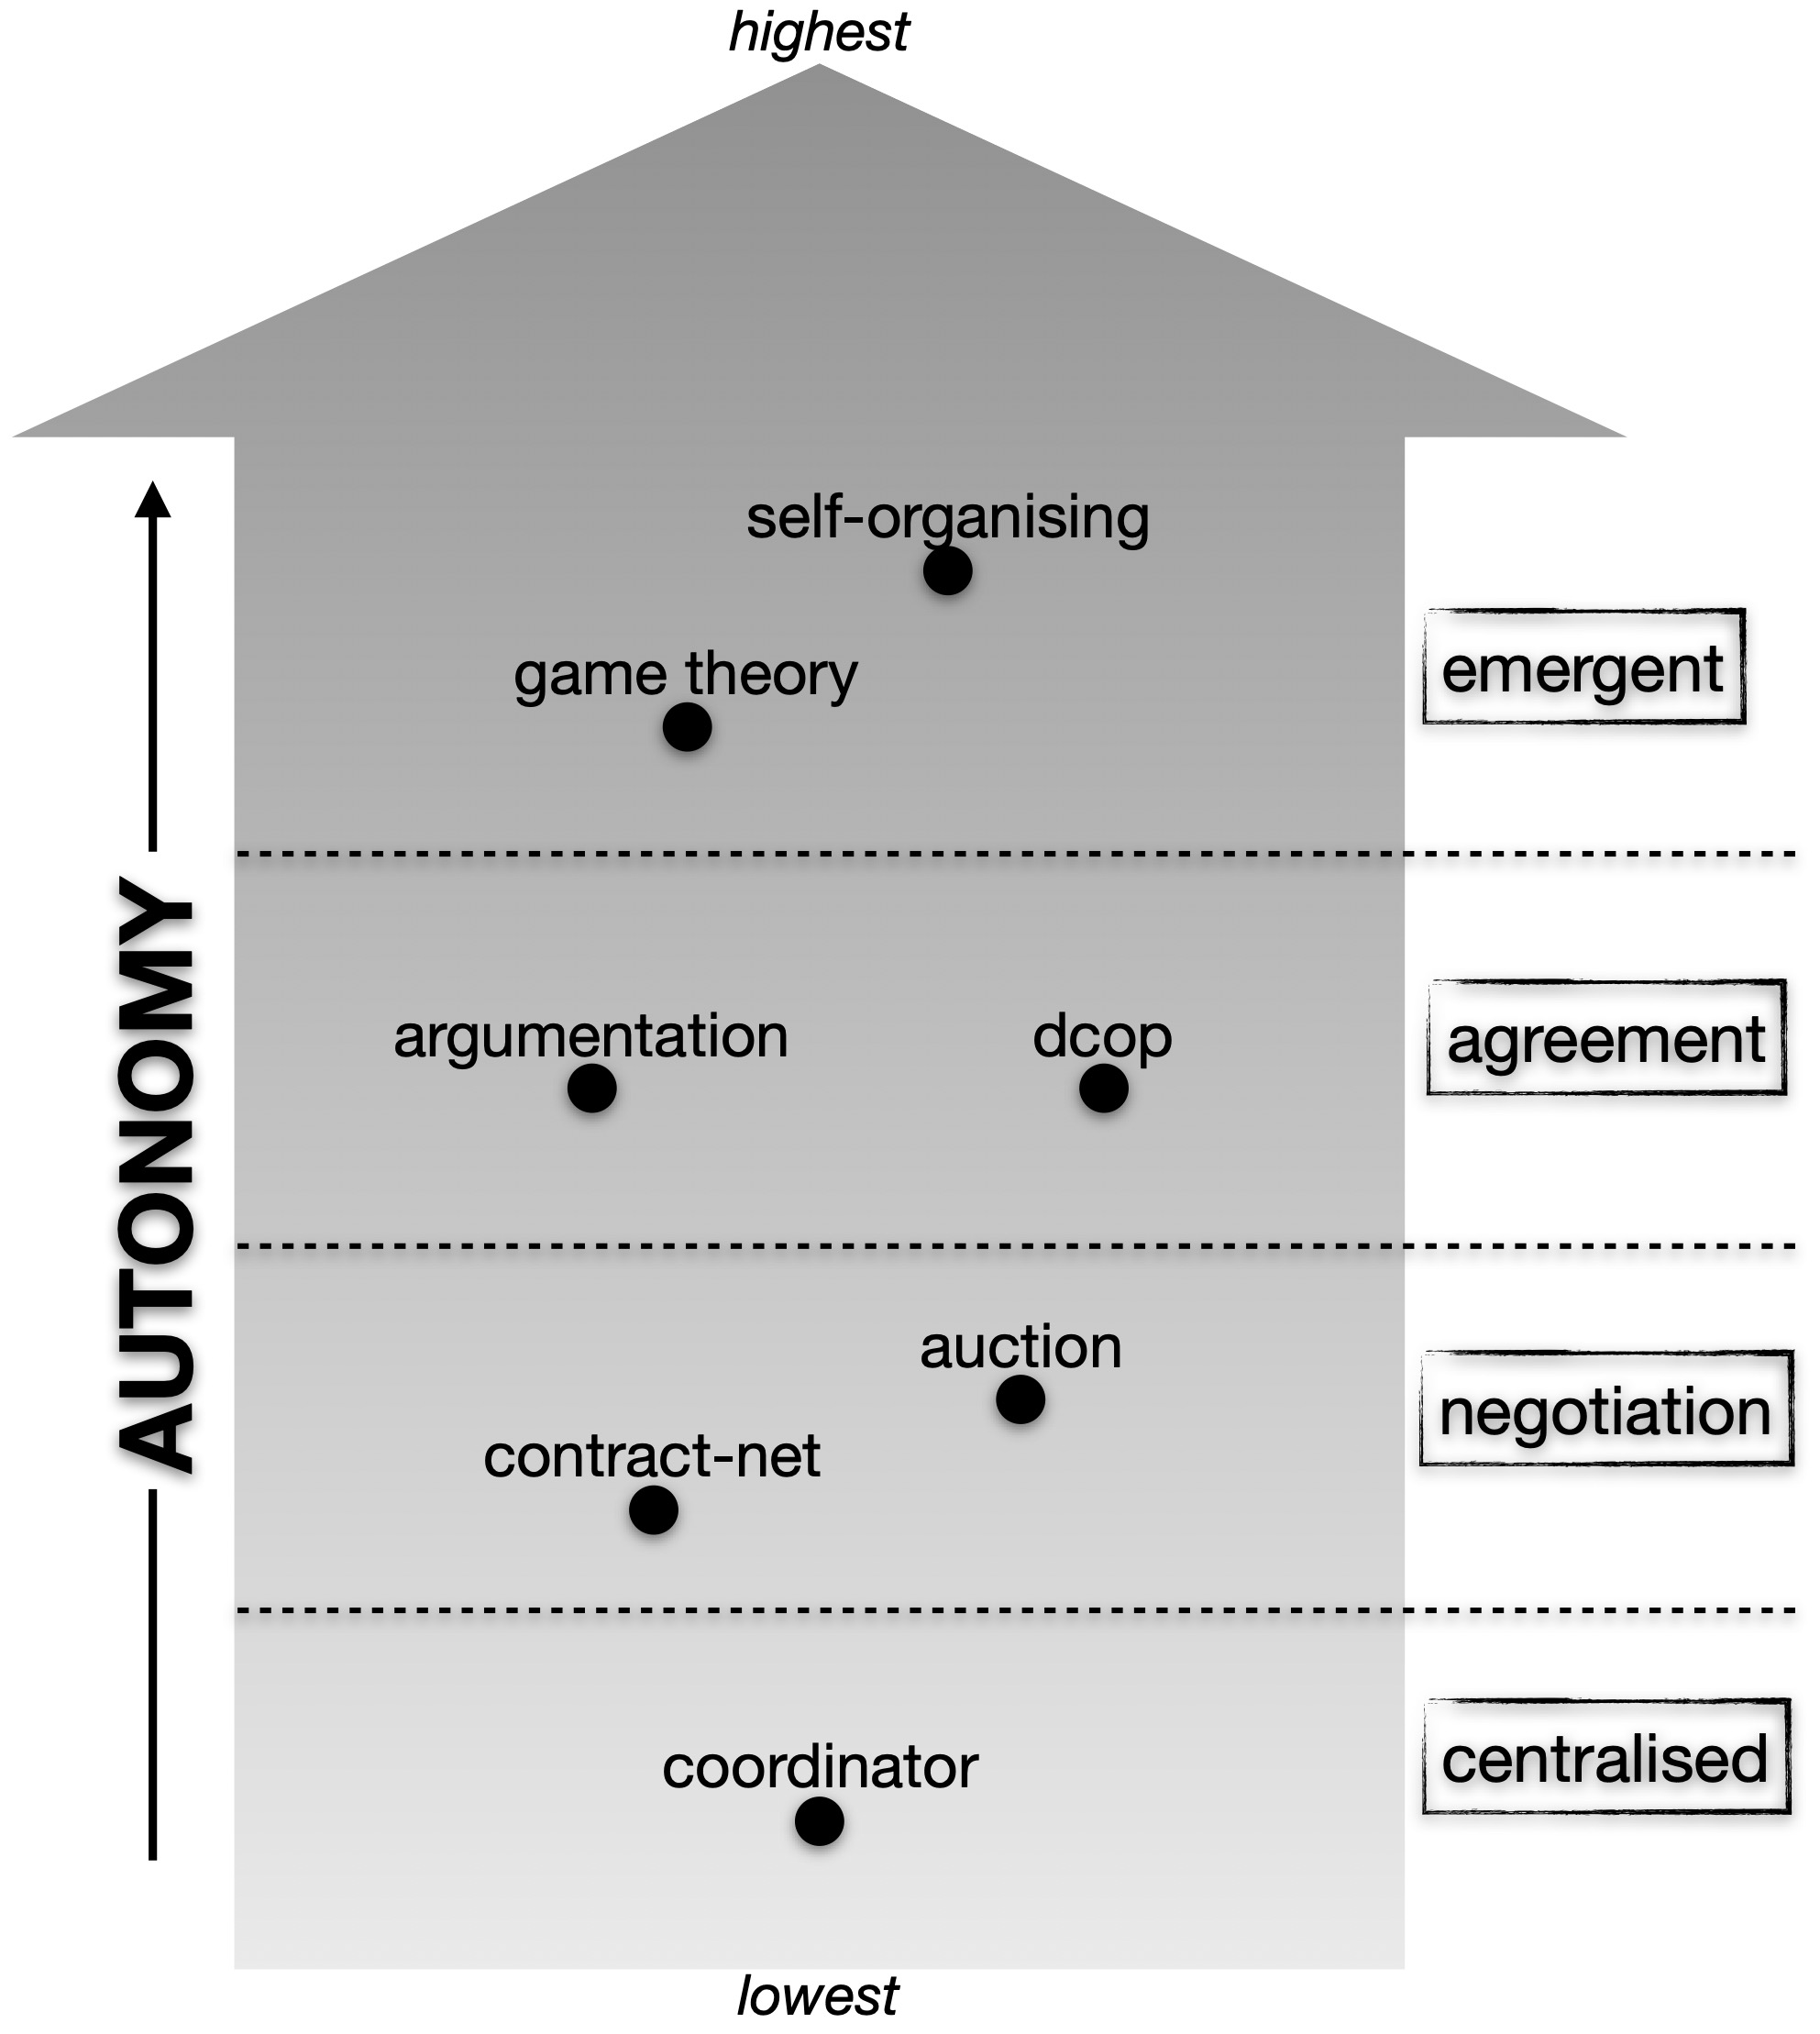 highest
self-organising
game theory
emergent
AUTONOMY
argumentation
dcop
agreement
auction
contract-net
negotiation
coordinator
centralised
lowest